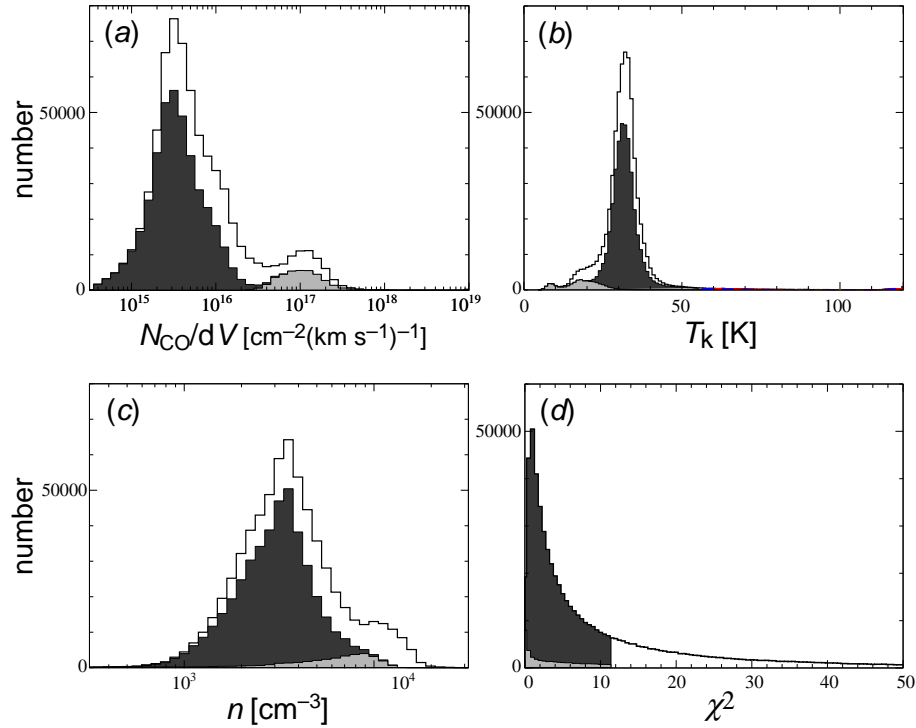 (a)
number
50000
0
10^15 10^16 10^17 10^18 10^19
N_CO/dV [cm^−2(km s^−1)^−1]
(b)
50000
0
0 50 100
T_k [K]
(c)
number
50000
0
10^3 10^4
n [cm^−3]
(d)
50000
0
0 10 20 30 40 50
χ^2